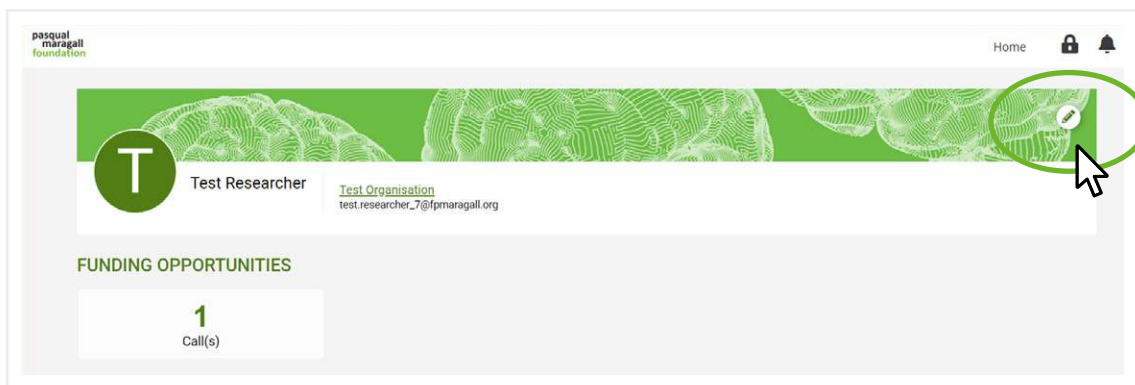 pasqual
maragall
foundation
Home
T
Test Researcher
Test Organisation
test.researcher_7@fpmaragall.org
FUNDING OPPORTUNITIES
1
Call(s)